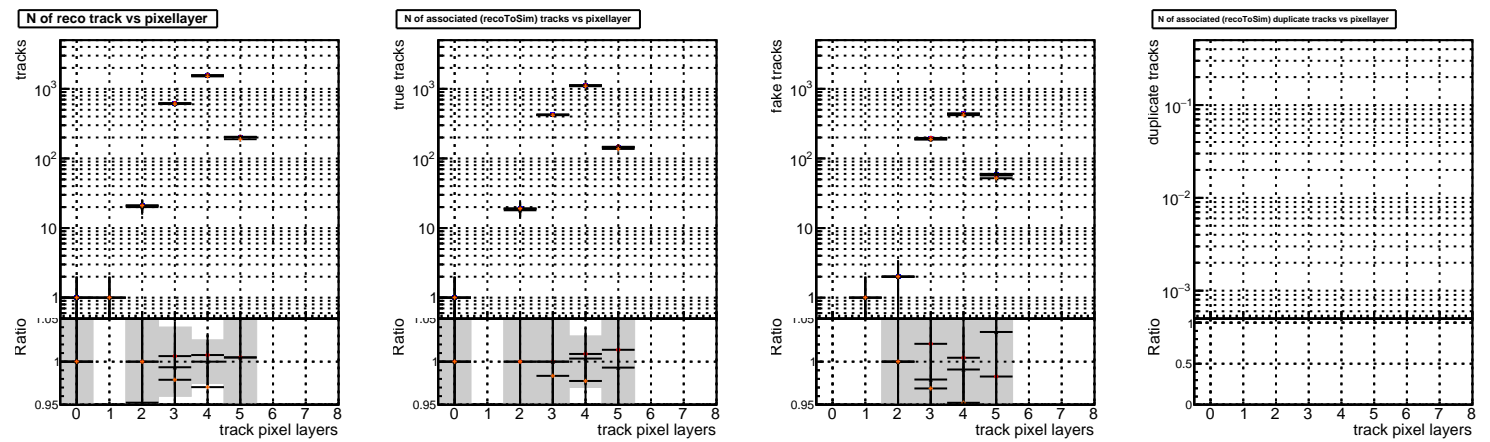 N of reco track vs pixellayer
tracks
10³
10²
10
1
Ratio
1.05
1
0.95
0 1 2 3 4 5 6 7 8
track pixel layers
N of associated (recoToSim) tracks vs pixellayer
true tracks
10³
10²
10
1
Ratio
1.05
1
0.95
0 1 2 3 4 5 6 7 8
track pixel layers
fake tracks
10³
10²
10
1
Ratio
1.05
1
0.95
0 1 2 3 4 5 6 7 8
track pixel layers
N of associated (recoToSim) duplicate tracks vs pixellayer
duplicate tracks
10⁻¹
10⁻²
10⁻³
Ratio
1
0.5
0
0 1 2 3 4 5 6 7 8
track pixel layers